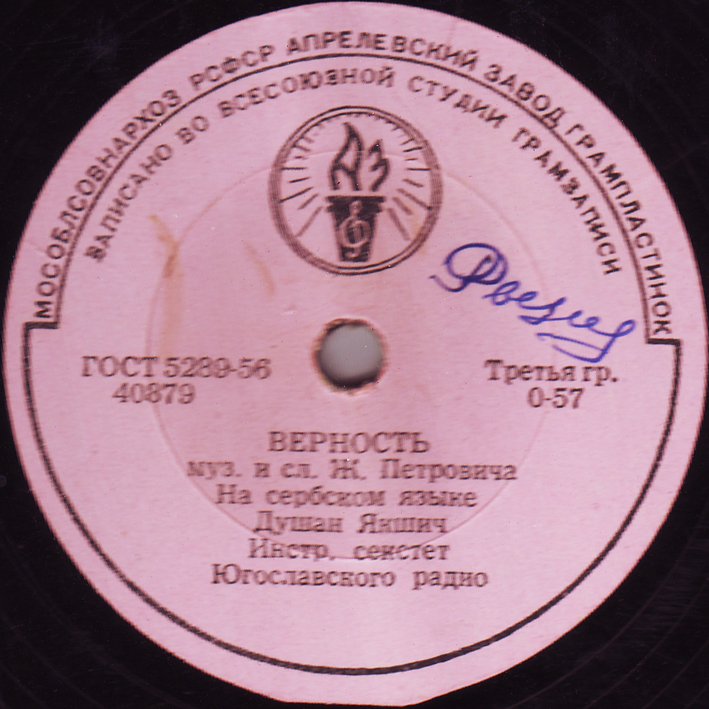 МОСОБЛСОВНАРХОЗ РСФСР АПРЕЛЕВСКИЙ ЗАВОД ГРАМПЛАСТИНОК
ЗАПИСАНО ВО ВСЕСОЮЗНОЙ СТУДИИ ГРАМЗАПИСИ
АЗ
ГОСТ 5289-56
40879
Третья гр.
0-57
ВЕРНОСТЬ
муз. и сл. Ж. Петровича
На сербском языке
Душан Якшич
Инстр. секстет
Югославского радио